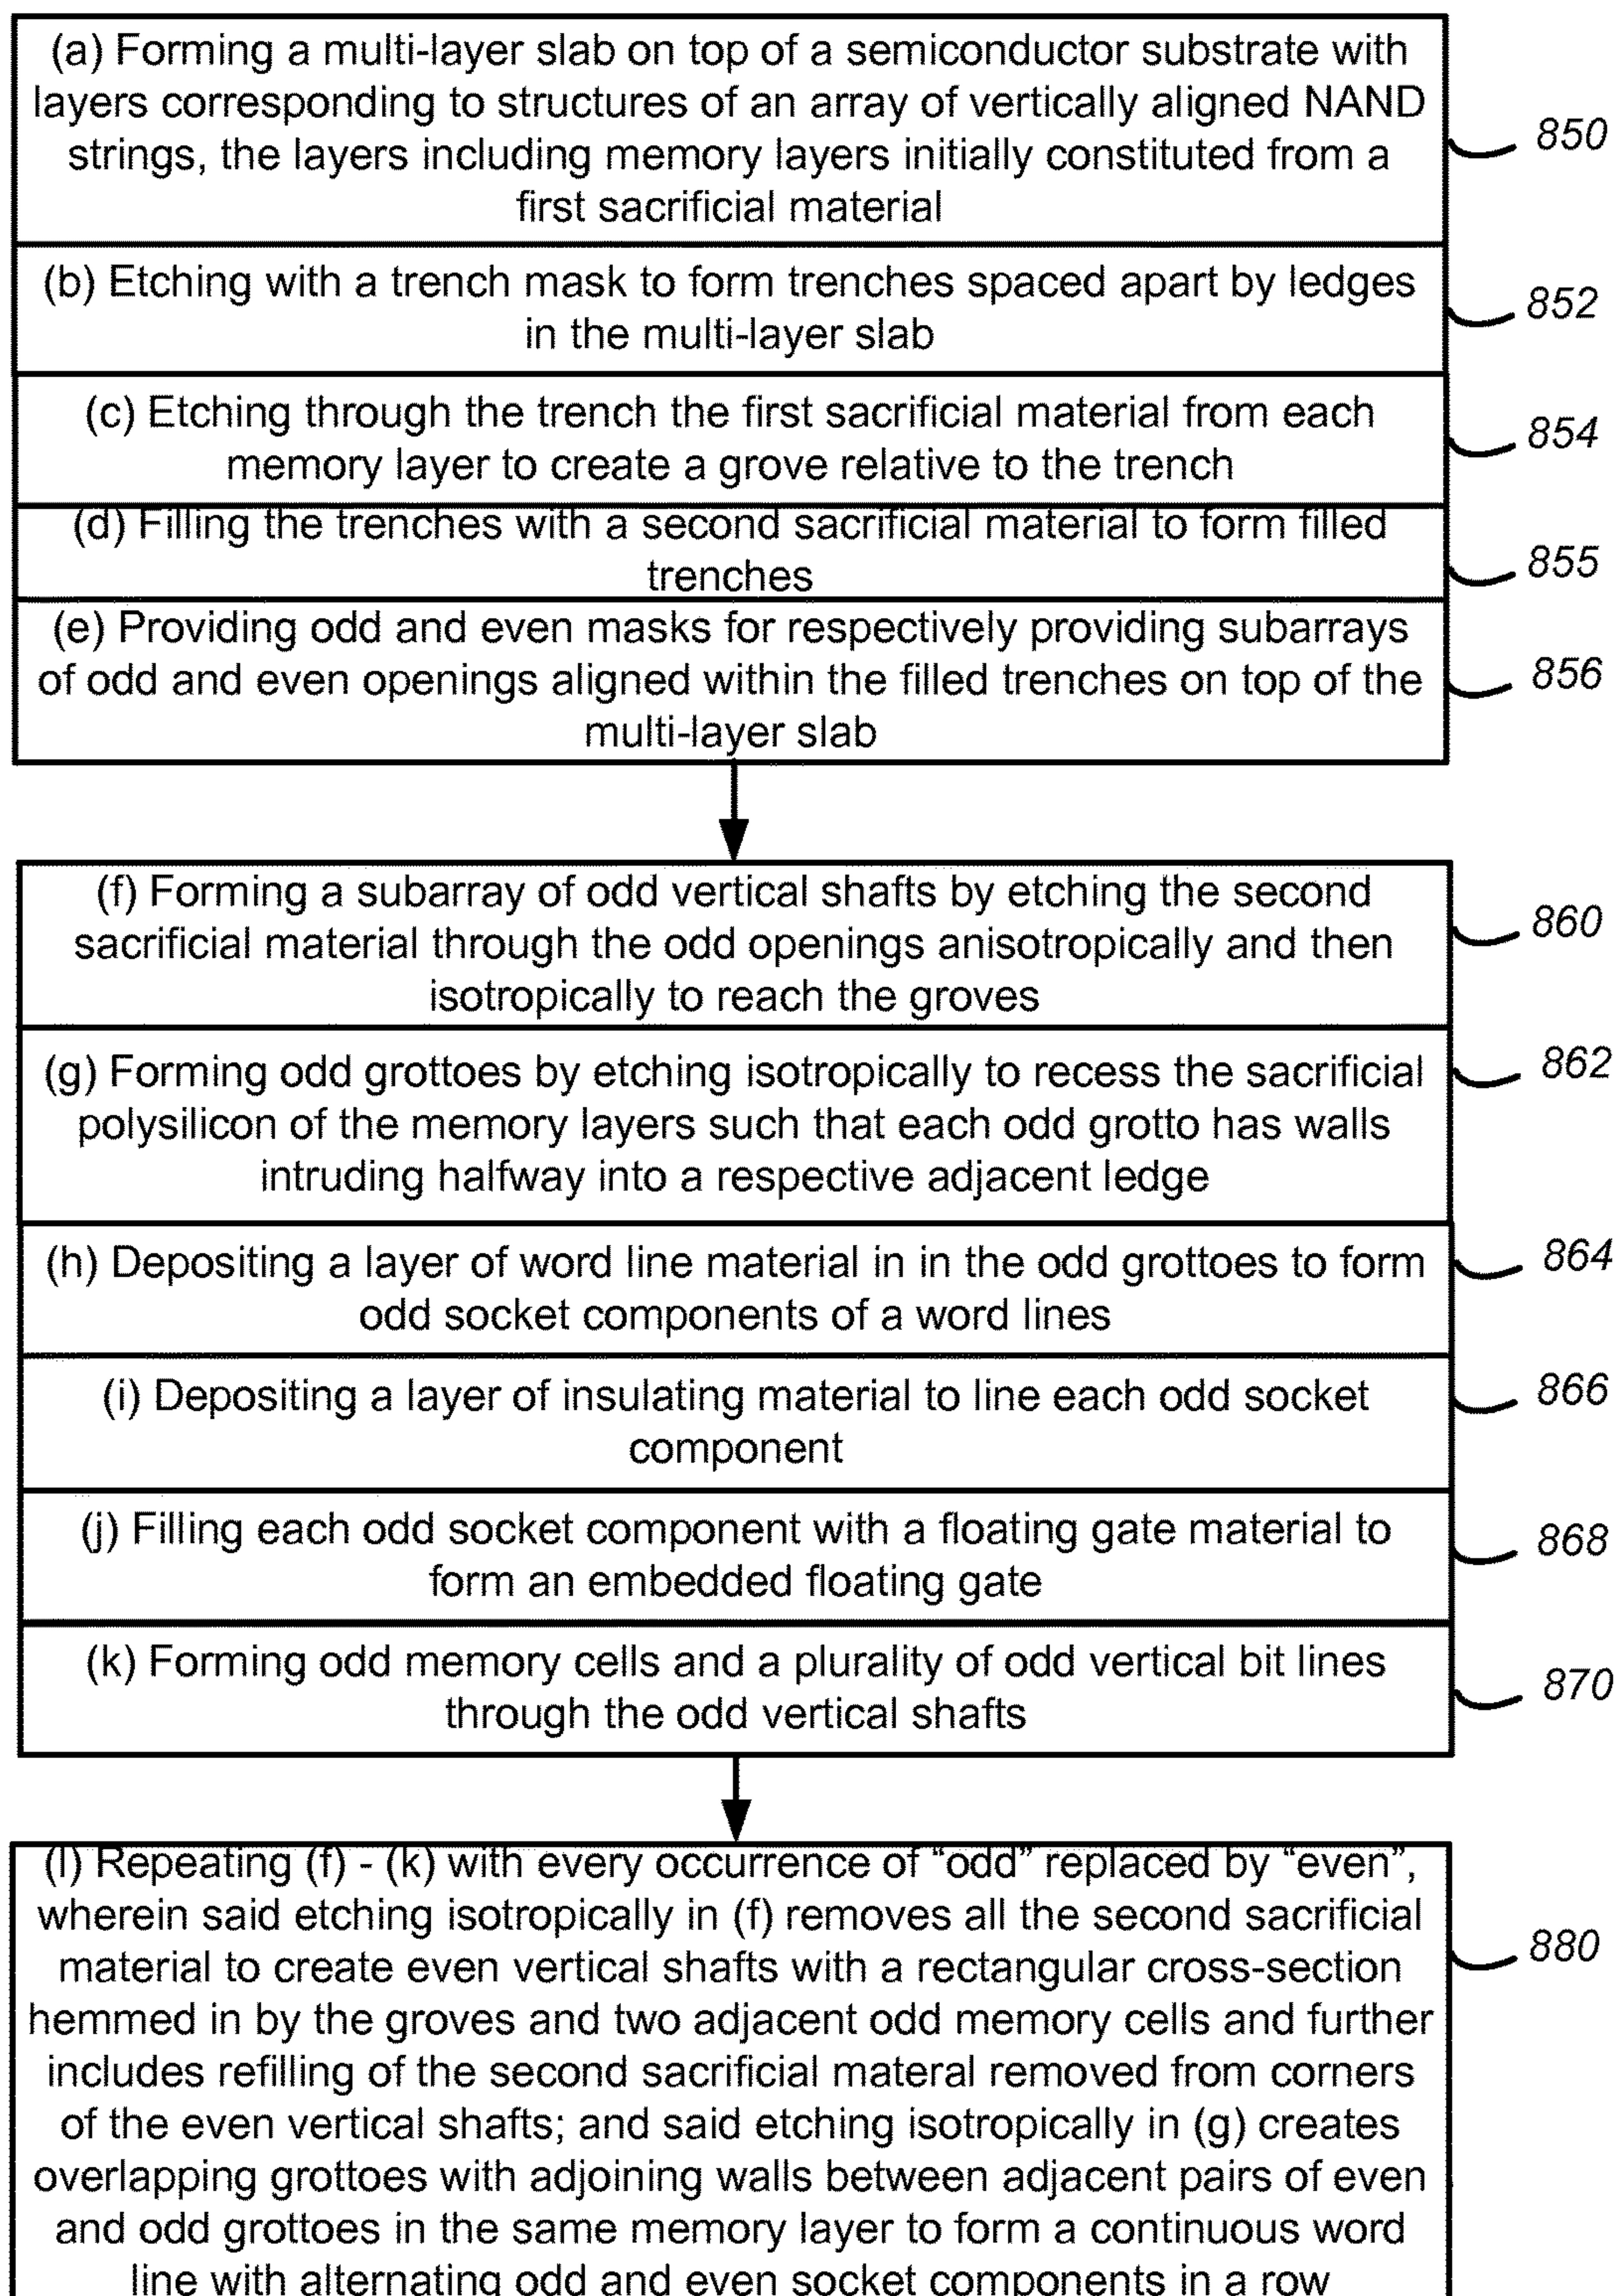 (a) Forming a multi-layer slab on top of a semiconductor substrate with
layers corresponding to structures of an array of vertically aligned NAND
strings, the layers including memory layers initially constituted from a
first sacrificial material
850
(b) Etching with a trench mask to form trenches spaced apart by ledges
in the multi-layer slab
852
(c) Etching through the trench the first sacrificial material from each
memory layer to create a grove relative to the trench
854
(d) Filling the trenches with a second sacrificial material to form filled
trenches
855
(e) Providing odd and even masks for respectively providing subarrays
of odd and even openings aligned within the filled trenches on top of the
multi-layer slab
856
(f) Forming a subarray of odd vertical shafts by etching the second
sacrificial material through the odd openings anisotropically and then
isotropically to reach the groves
860
(g) Forming odd grottoes by etching isotropically to recess the sacrificial
polysilicon of the memory layers such that each odd grotto has walls
intruding halfway into a respective adjacent ledge
862
(h) Depositing a layer of word line material in in the odd grottoes to form
odd socket components of a word lines
864
(i) Depositing a layer of insulating material to line each odd socket
component
866
(j) Filling each odd socket component with a floating gate material to
form an embedded floating gate
868
(k) Forming odd memory cells and a plurality of odd vertical bit lines
through the odd vertical shafts
870
(l) Repeating (f) - (k) with every occurrence of “odd” replaced by “even”,
wherein said etching isotropically in (f) removes all the second sacrificial
material to create even vertical shafts with a rectangular cross-section
hemmed in by the groves and two adjacent odd memory cells and further
includes refilling of the second sacrificial materal removed from corners
of the even vertical shafts; and said etching isotropically in (g) creates
overlapping grottoes with adjoining walls between adjacent pairs of even
and odd grottoes in the same memory layer to form a continuous word
line with alternating odd and even socket components in a row
880